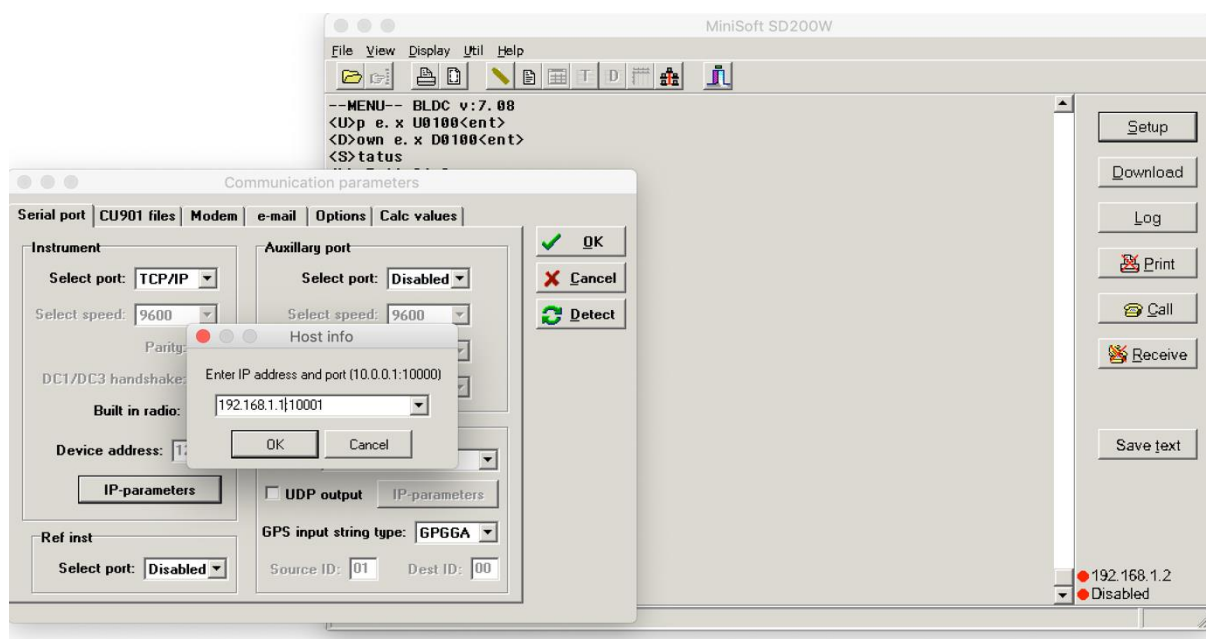 MiniSoft SD200W
File View Display Util Help
T D
--MENU-- BLDC v:7.08
<U>p e.x U0100<ent>
<D>own e.x D0100<ent>
<S>tatus
Setup
Download
Log
Print
Call
Receive
Save text
192.168.1.2
Disabled
Communication parameters
Serial port CU901 files Modem e-mail Options Calc values
Instrument
Select port: TCP/IP
Select speed: 9600
Parity:
DC1/DC3 handshake:
Built in radio:
Device address:
IP-parameters
Ref inst
Select port: Disabled
Auxillary port
Select port: Disabled
Select speed: 9600
UDP output IP-parameters
GPS input string type: GPGGA
Source ID: 01 Dest ID: 00
OK
Cancel
Detect
Host info
Enter IP address and port (10.0.0.1:10000)
192.168.1.1:10001
OK Cancel